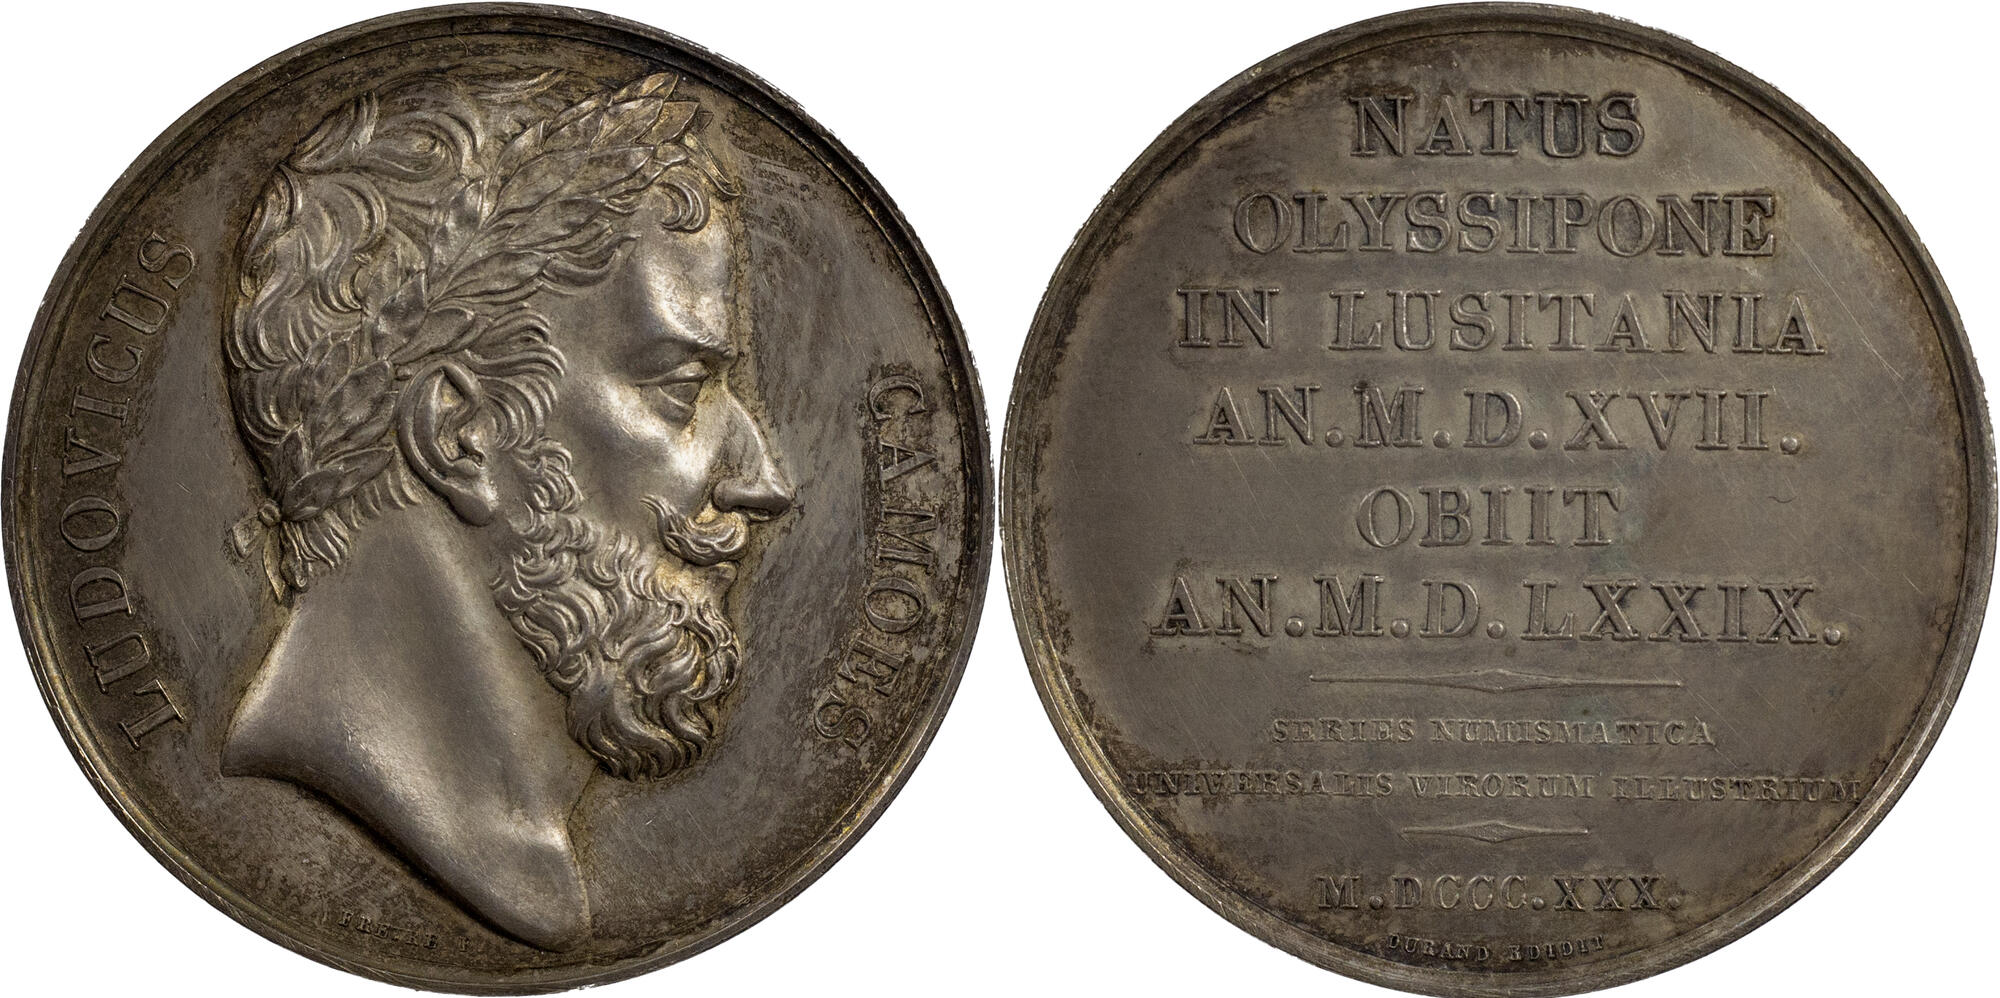 LUDOVICUS
CAMOES
NATUS
OLYSSIPONE
IN LUSITANIA
AN.M.D.XVII.
OBIIT
AN.M.D.LXXIX.
SERIES NUMISMATICA
UNIVERSALIS VIRORUM ILLUSTRIUM
M.DCCC.XXX.
DURAND EDIDIT